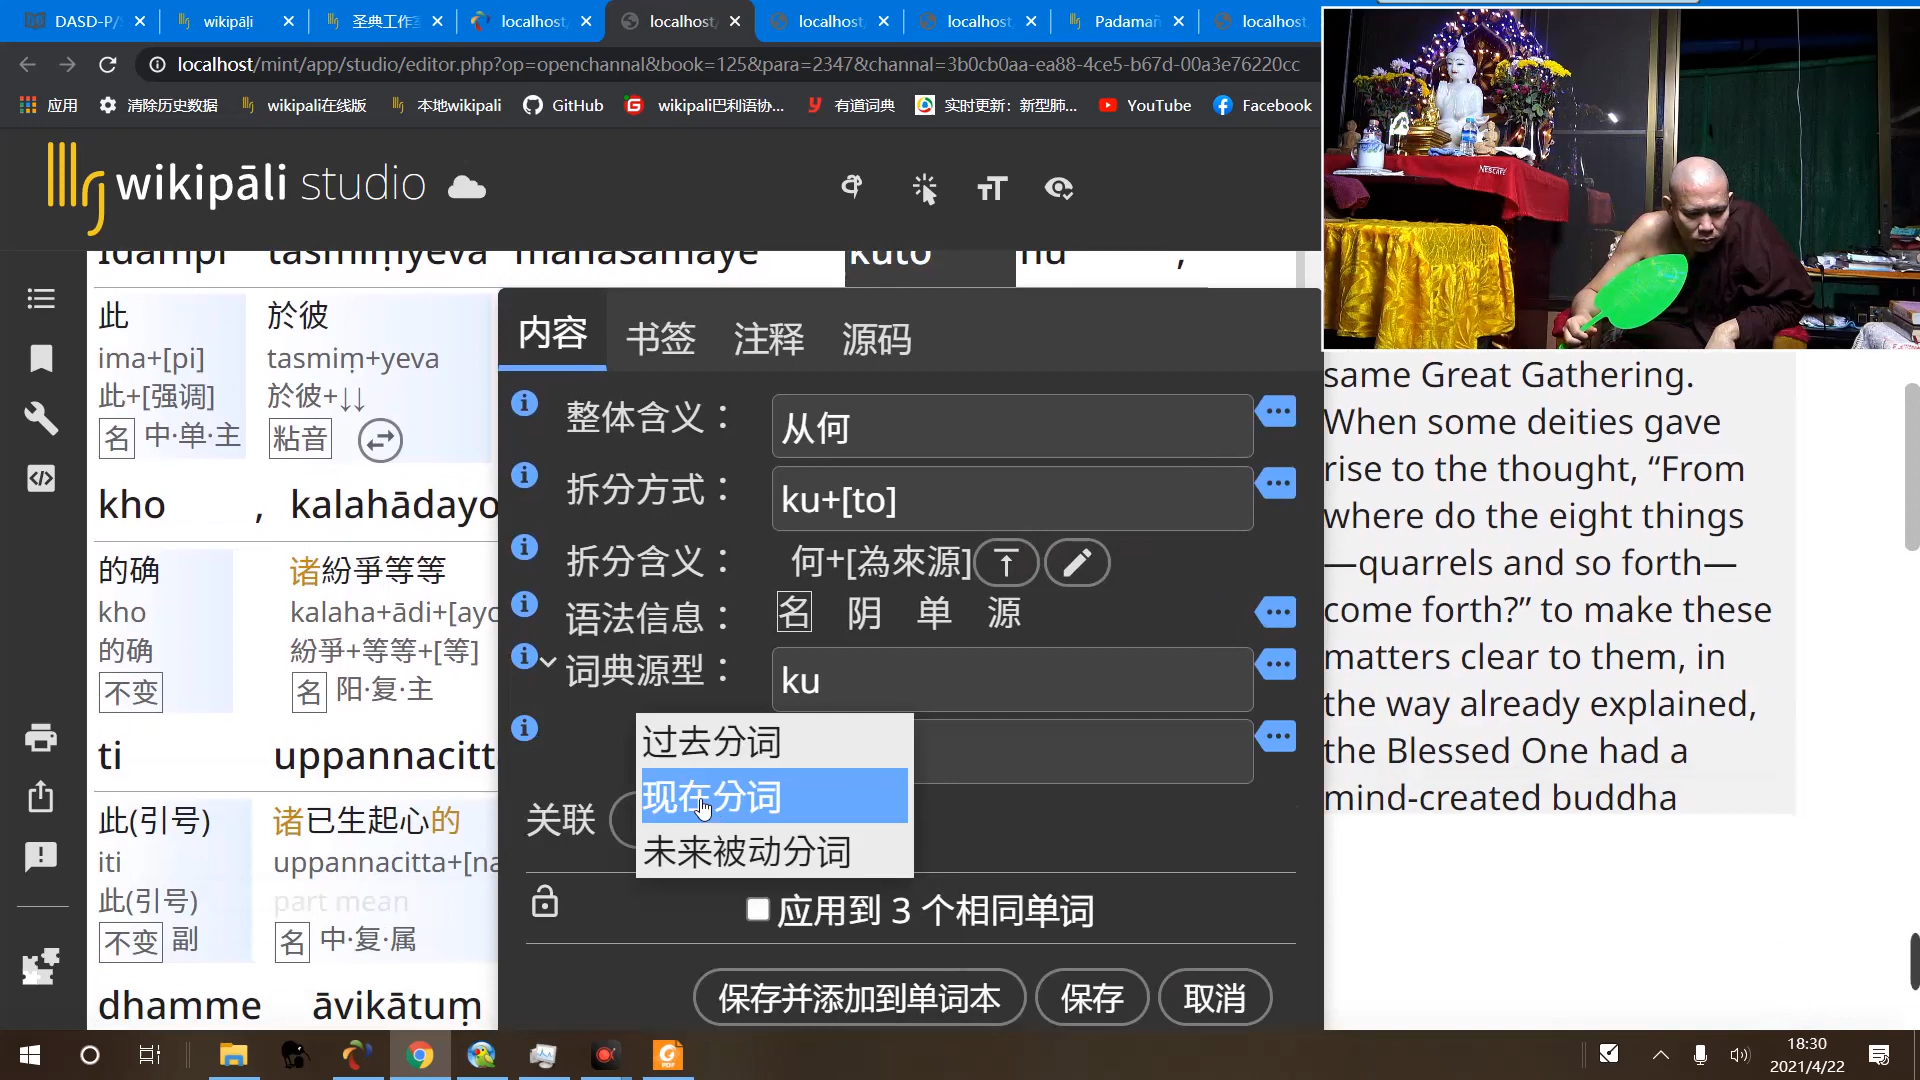 DASD-P/
wikipāli
圣典工作室
localhost/
localhost/
localhost/
localhost/
Padamañ
localhost
localhost/mint/app/studio/editor.php?op=openchannal&book=125&para=2347&channal=3b0cb0aa-ea88-4ce5-b67d-00a3e76220cc
应用
清除历史数据
wikipali在线版
本地wikipali
GitHub
wikipali巴利语协...
有道词典
实时更新：新型肺...
YouTube
Facebook
wikipāli studio
Idampi tasmiṃyeva mahāsamaye kuto nu ,
此
ima+[pi]
此+[强调]
名 中·单·主
於彼
tasmiṃ+yeva
於彼+↓↓
粘音
kho , kalahādayo
的确
kho
的确
不变
诸紛爭等等
kalaha+ādi+[ayo
紛爭+等等+[等]
名 阳·复·主
ti uppannacitt
此(引号)
iti
此(引号)
不变 副
诸已生起心的
uppannacitta+[na
part mean
名 中·复·属
dhamme āvikātuṃ
内容 书签 注释 源码
整体含义： 从何
拆分方式： ku+[to]
拆分含义： 何+[為來源]
语法信息： 名 阴 单 源
词典源型： ku
过去分词
现在分词
未来被动分词
关联
应用到 3 个相同单词
保存并添加到单词本 保存 取消
NESCAFÉ
same Great Gathering.
When some deities gave
rise to the thought, “From
where do the eight things
—quarrels and so forth—
come forth?” to make these
matters clear to them, in
the way already explained,
the Blessed One had a
mind-created buddha
18:30
2021/4/22